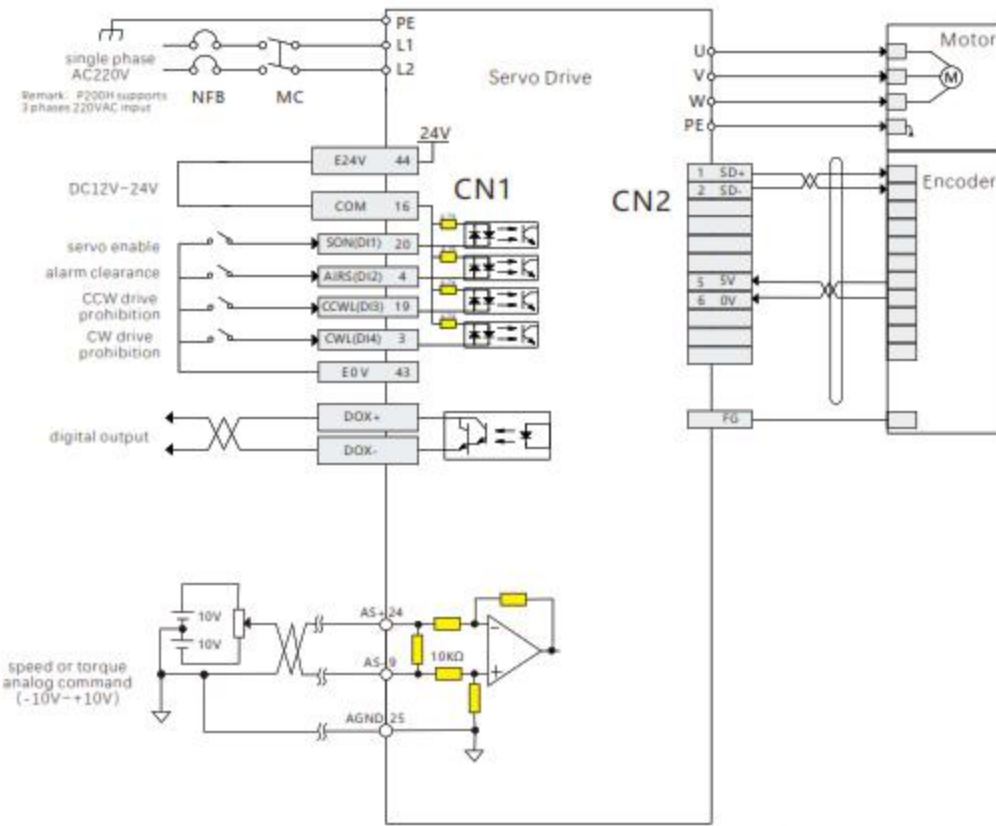 PE
L1
L2
single phase
AC220V
Remark: P200H supports
3 phases 220VAC input
NFB
MC
Servo Drive
U
V
W
PE
Motor
M
24V
E24V 44
DC12V-24V
COM 16
CN1
servo enable
SON(DI1) 20
alarm clearance
AIRS(DI2) 4
CCW drive
prohibition
CCWL(DI3) 19
CW drive
prohibition
CWL(DI4) 3
E0V 43
DOX+
digital output
DOX-
CN2
1 SD+
2 SD-
5 5V
6 0V
FG
Encoder
10V
10V
speed or torque
analog command
(-10V~+10V)
AS+ 24
AS- 9
10KΩ
AGND 25
-
+